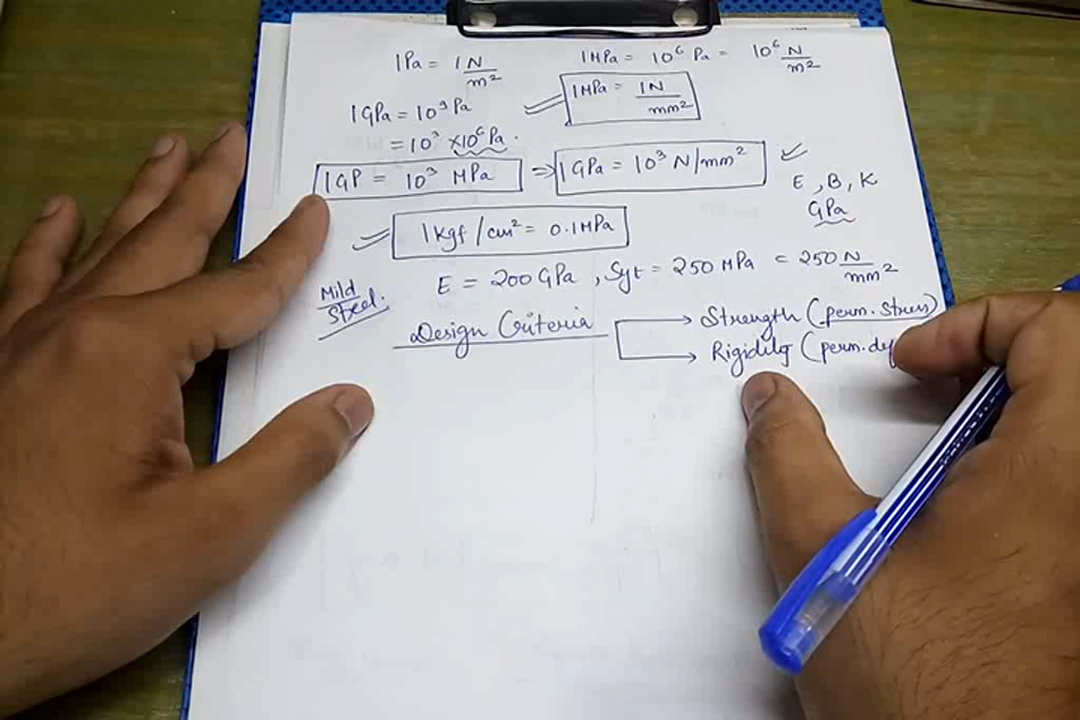 1Pa = 1N/m² 1MPa = 10⁶ Pa = 10⁶ N/m²
1GPa = 10⁹ Pa 1MPa = 1N/mm²
= 10³ × 10⁶ Pa.
1GP = 10³ MPa ⇒ 1GPa = 10³ N/mm² ✓
E, B, K
GPa
1kgf/cm² = 0.1MPa
E = 200GPa, Syt = 250 MPa = 250 N/mm²
Mild
Steel.
Design Criteria → Strength (perm. Stress)
→ Rigidity (perm. de